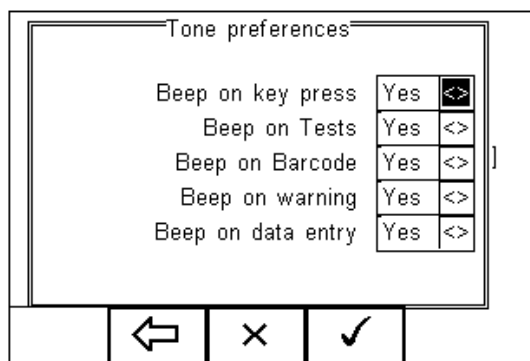 Tone preferences
Beep on key press Yes <>
Beep on Tests Yes <>
Beep on Barcode Yes <>
Beep on warning Yes <>
Beep on data entry Yes <>